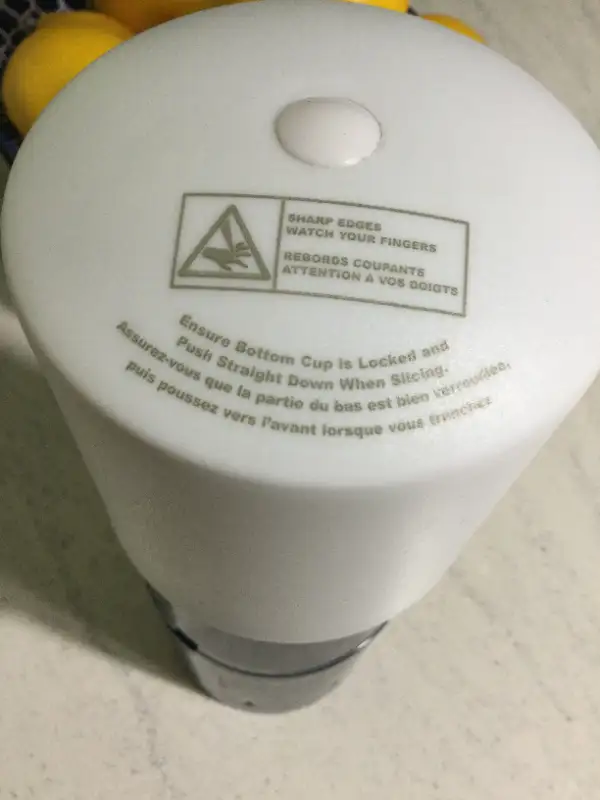 SHARP EDGES
WATCH YOUR FINGERS
REBORDS COUPANTS
ATTENTION A VOS DOIGTS
Ensure Bottom Cup is Locked and
Push Straight Down When Slicing.
Assurez-vous que la partie du bas est bien verrouillée,
puis poussez vers l'avant lorsque vous tranchez